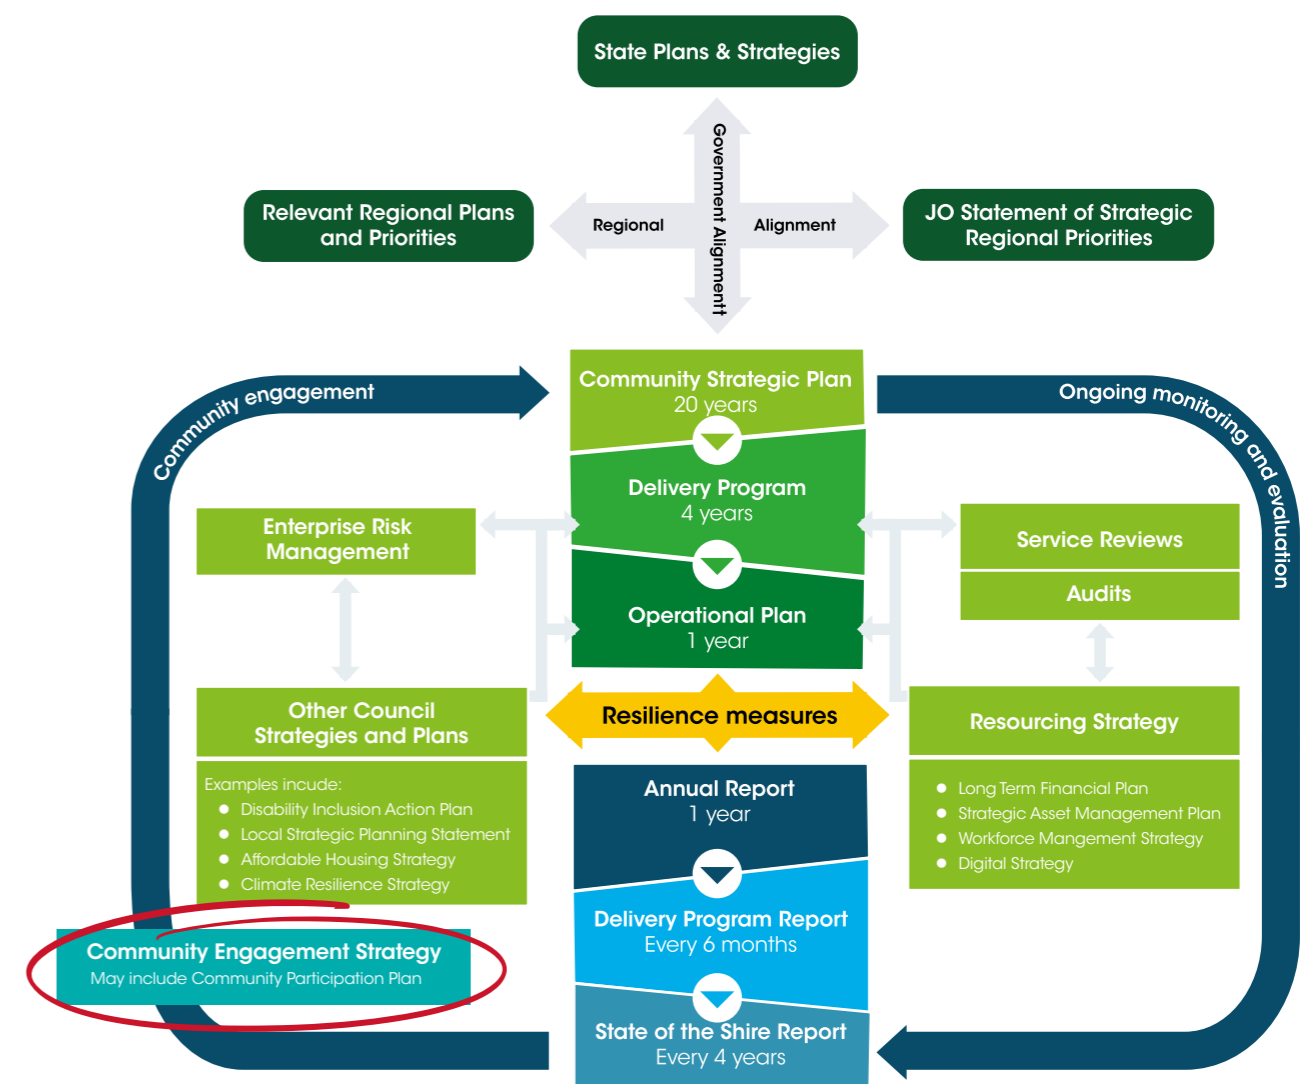 State Plans & Strategies
Government Alignment††
Relevant Regional Plans
and Priorities
Regional
Alignment
JO Statement of Strategic
Regional Priorities
Community engagement
Community Strategic Plan
20 years
Ongoing monitoring and evaluation
Delivery Program
4 years
Enterprise Risk
Management
Service Reviews
Audits
Operational Plan
1 year
Other Council
Strategies and Plans
Examples incude:
Disability Inclusion Action Plan
Local Strategic Planning Statement
Affordable Housing Strategy
Climate Resilience Strategy
Resilience measures
Resourcing Strategy
Long Term Financial Plan
Strategic Asset Management Plan
Workforce Mangement Strategy
Digital Strategy
Annual Report
1 year
Delivery Program Report
Every 6 months
Community Engagement Strategy
May include Community Participation Plan
State of the Shire Report
Every 4 years